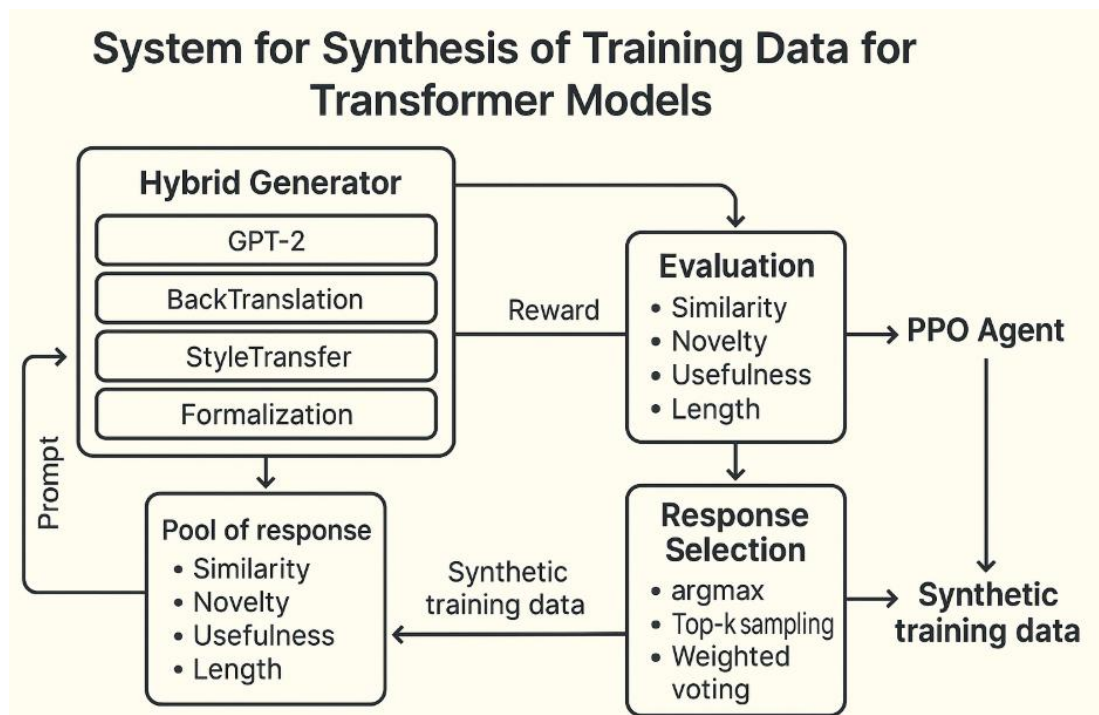 System for Synthesis of Training Data for
Transformer Models
Hybrid Generator
GPT-2
BackTranslation
StyleTransfer
Formalization
Reward
Evaluation
• Similarity
• Novelty
• Usefulness
• Length
PPO Agent
Prompt
Pool of response
• Similarity
• Novelty
• Usefulness
• Length
Synthetic
training data
Response
Selection
• argmax
• Top-k sampling
• Weighted
voting
Synthetic
training data